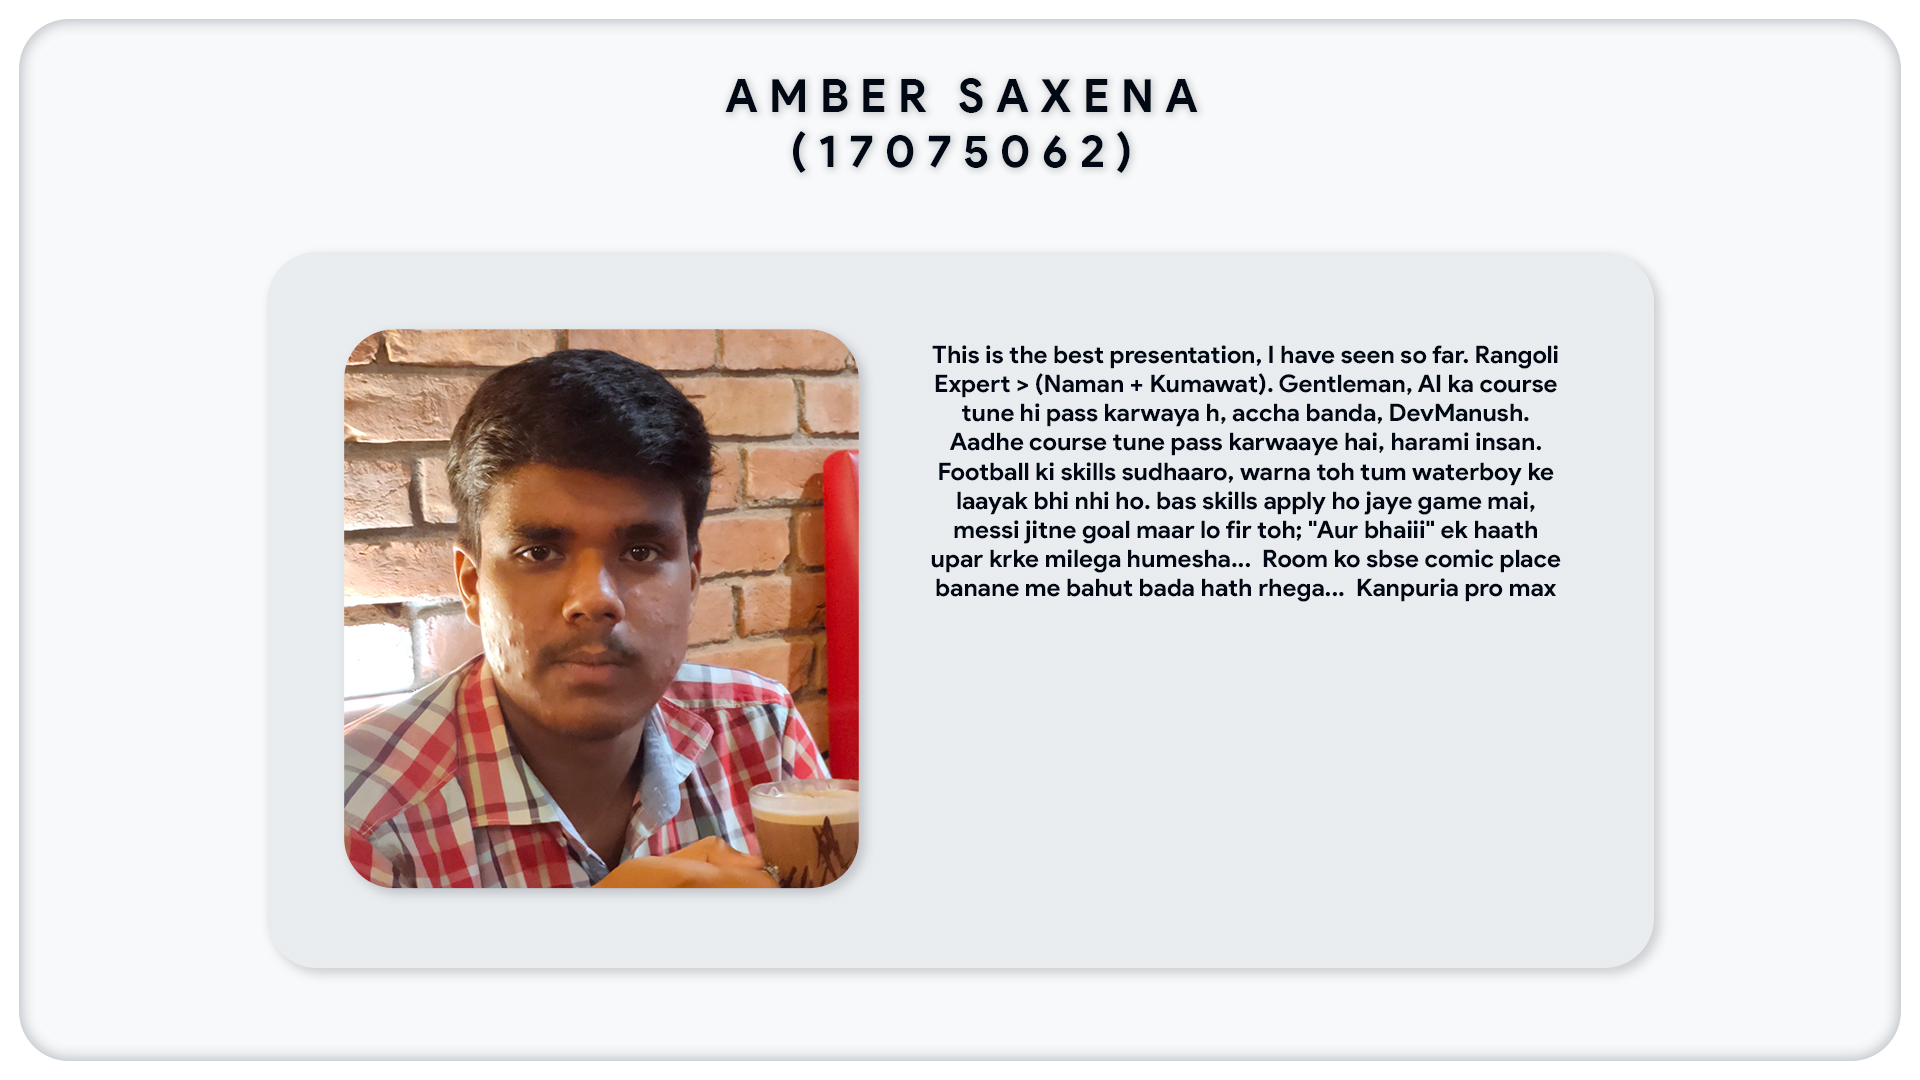 AMBER SAXENA
(17075062)
This is the best presentation, I have seen so far. Rangoli
Expert > (Naman + Kumawat). Gentleman, AI ka course
tune hi pass karwaya h, accha banda, DevManush.
Aadhe course tune pass karwaaye hai, harami insan.
Football ki skills sudhaaro, warna toh tum waterboy ke
laayak bhi nhi ho. bas skills apply ho jaye game mai,
messi jitne goal maar lo fir toh; "Aur bhaiii" ek haath
upar krke milega humesha...  Room ko sbse comic place
banane me bahut bada hath rhega...  Kanpuria pro max